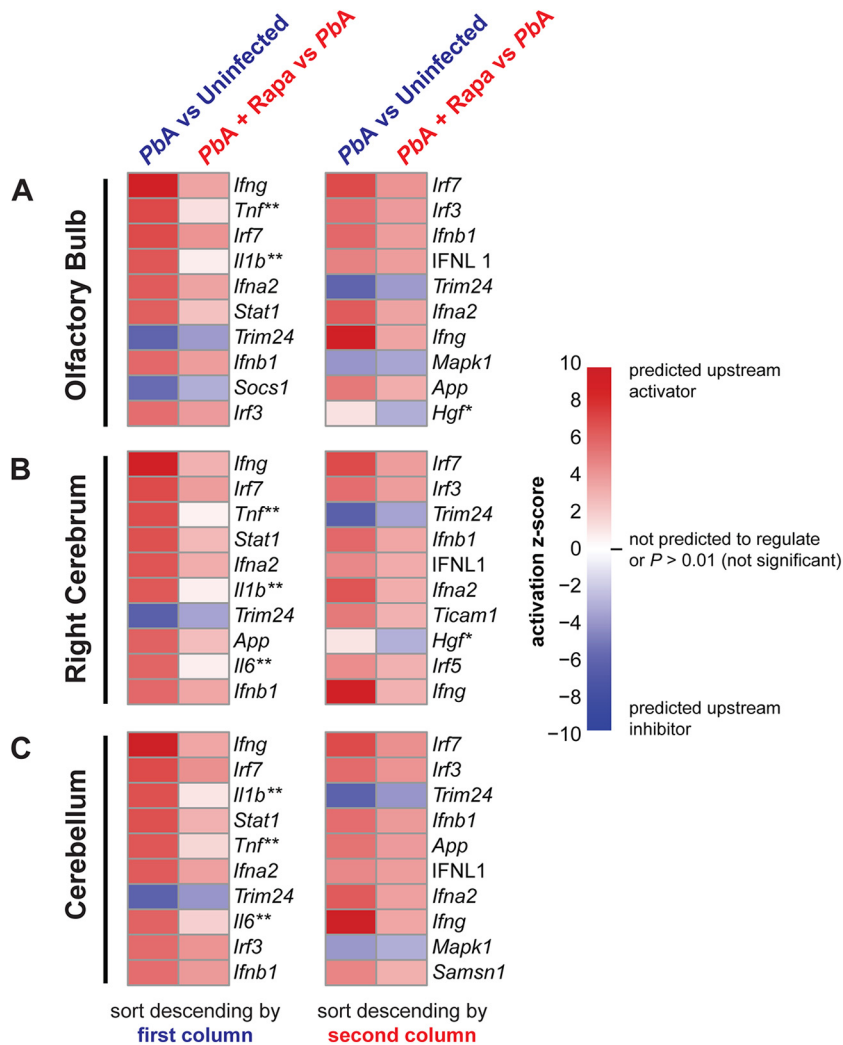 PbA vs Uninfected
PbA + Rapa vs PbA
PbA vs Uninfected
PbA + Rapa vs PbA
A
Olfactory Bulb
Ifng
Tnf**
Irf7
Il1b**
Ifna2
Stat1
Trim24
Ifnb1
Socs1
Irf3
Irf7
Irf3
Ifnb1
IFNL 1
Trim24
Ifna2
Ifng
Mapk1
App
Hgf*
B
Right Cerebrum
Ifng
Irf7
Tnf**
Stat1
Ifna2
Il1b**
Trim24
App
Il6**
Ifnb1
Irf7
Irf3
Trim24
Ifnb1
IFNL1
Ifna2
Ticam1
Hgf*
Irf5
Ifng
C
Cerebellum
Ifng
Irf7
Il1b**
Stat1
Tnf**
Ifna2
Trim24
Il6**
Irf3
Ifnb1
Irf7
Irf3
Trim24
Ifnb1
App
IFNL1
Ifna2
Ifng
Mapk1
Samsn1
sort descending by
first column
sort descending by
second column
activation z-score
10
8
6
4
2
0
−2
−4
−6
−8
−10
predicted upstream
activator
not predicted to regulate
or P > 0.01 (not significant)
predicted upstream
inhibitor